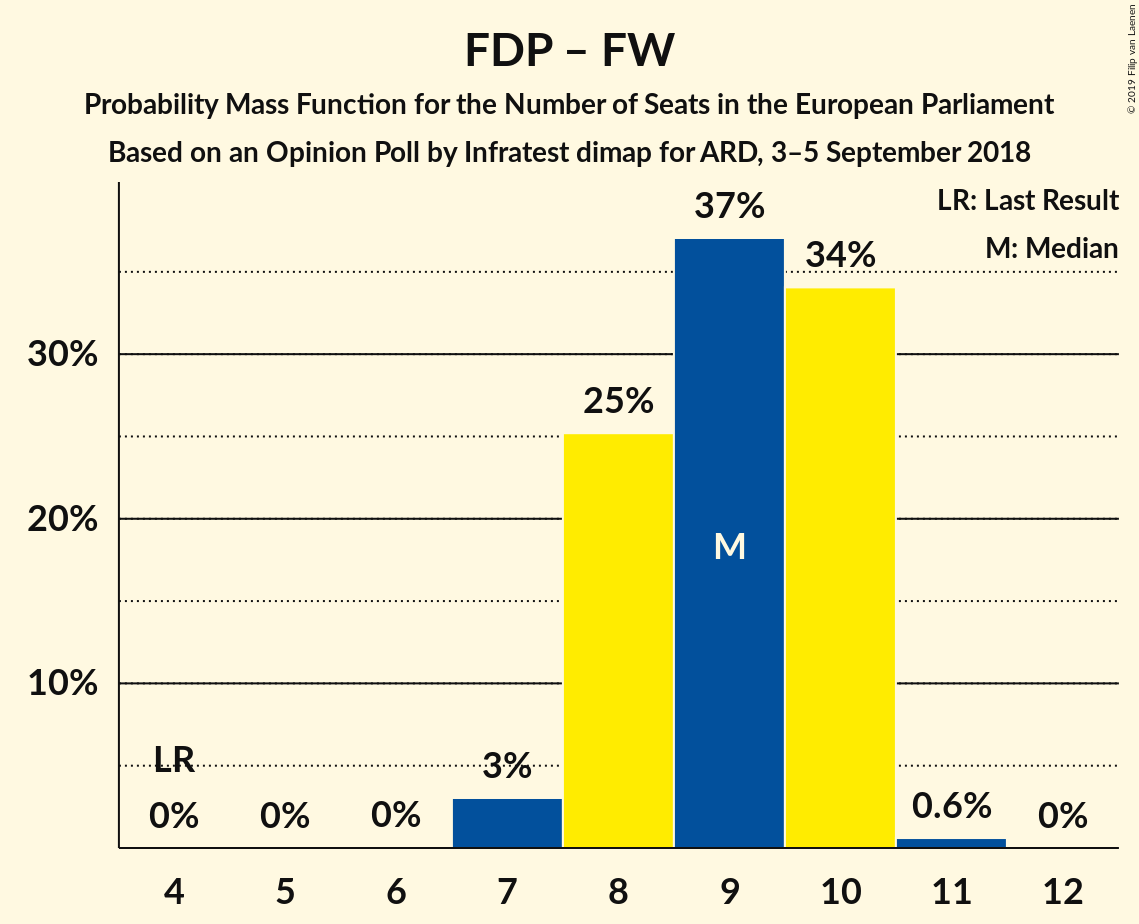 FDP – FW
Probability Mass Function for the Number of Seats in the European Parliament
Based on an Opinion Poll by Infratest dimap for ARD, 3–5 September 2018
© 2019 Filip van Laenen
LR: Last Result
M: Median
37%
34%
30%
25%
20%
M
10%
LR
3%
0%
0%
0%
0.6%
0%
4 5 6 7 8 9 10 11 12